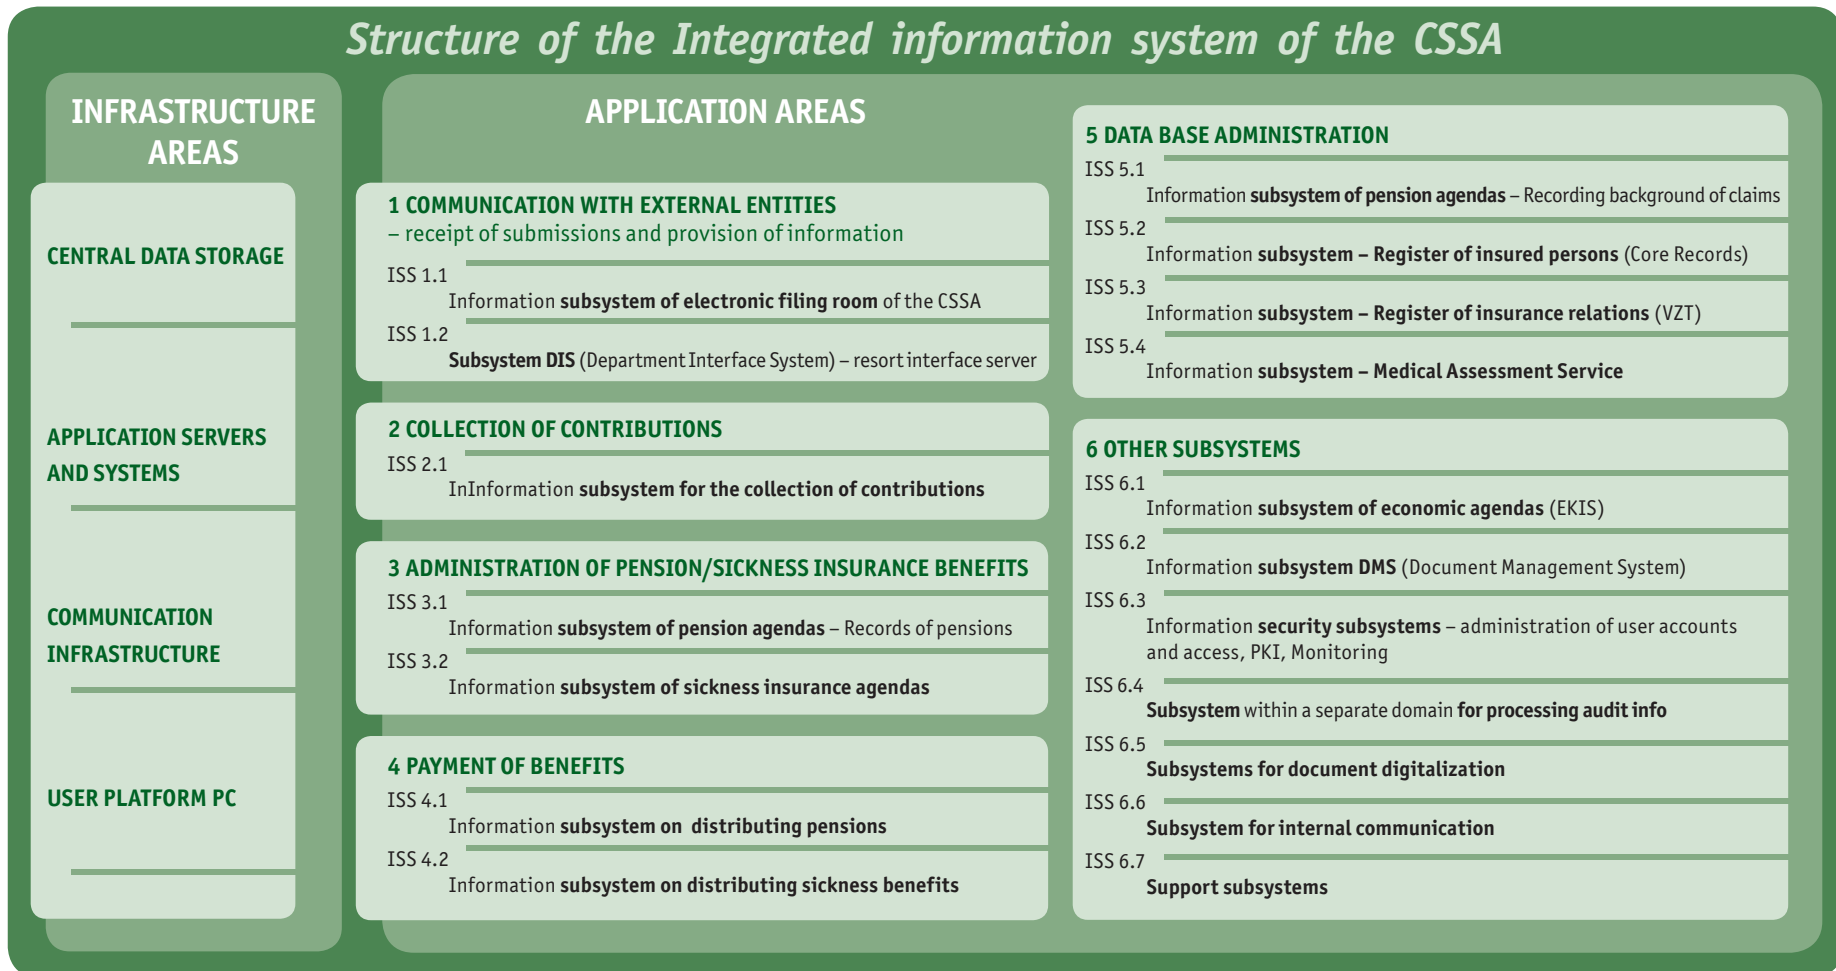 Structure of the Integrated information system of the CSSA
INFRASTRUCTURE
AREAS
CENTRAL DATA STORAGE
APPLICATION SERVERS
AND SYSTEMS
COMMUNICATION
INFRASTRUCTURE
USER PLATFORM PC
APPLICATION AREAS
1 COMMUNICATION WITH EXTERNAL ENTITIES
– receipt of submissions and provision of information
ISS 1.1
Information subsystem of electronic filing room of the CSSA
ISS 1.2
Subsystem DIS (Department Interface System) – resort interface server
2 COLLECTION OF CONTRIBUTIONS
ISS 2.1
InInformation subsystem for the collection of contributions
3 ADMINISTRATION OF PENSION/SICKNESS INSURANCE BENEFITS
ISS 3.1
Information subsystem of pension agendas – Records of pensions
ISS 3.2
Information subsystem of sickness insurance agendas
4 PAYMENT OF BENEFITS
ISS 4.1
Information subsystem on distributing pensions
ISS 4.2
Information subsystem on distributing sickness benefits
5 DATA BASE ADMINISTRATION
ISS 5.1
Information subsystem of pension agendas – Recording background of claims
ISS 5.2
Information subsystem – Register of insured persons (Core Records)
ISS 5.3
Information subsystem – Register of insurance relations (VZT)
ISS 5.4
Information subsystem – Medical Assessment Service
6 OTHER SUBSYSTEMS
ISS 6.1
Information subsystem of economic agendas (EKIS)
ISS 6.2
Information subsystem DMS (Document Management System)
ISS 6.3
Information security subsystems – administration of user accounts
and access, PKI, Monitoring
ISS 6.4
Subsystem within a separate domain for processing audit info
ISS 6.5
Subsystems for document digitalization
ISS 6.6
Subsystem for internal communication
ISS 6.7
Support subsystems